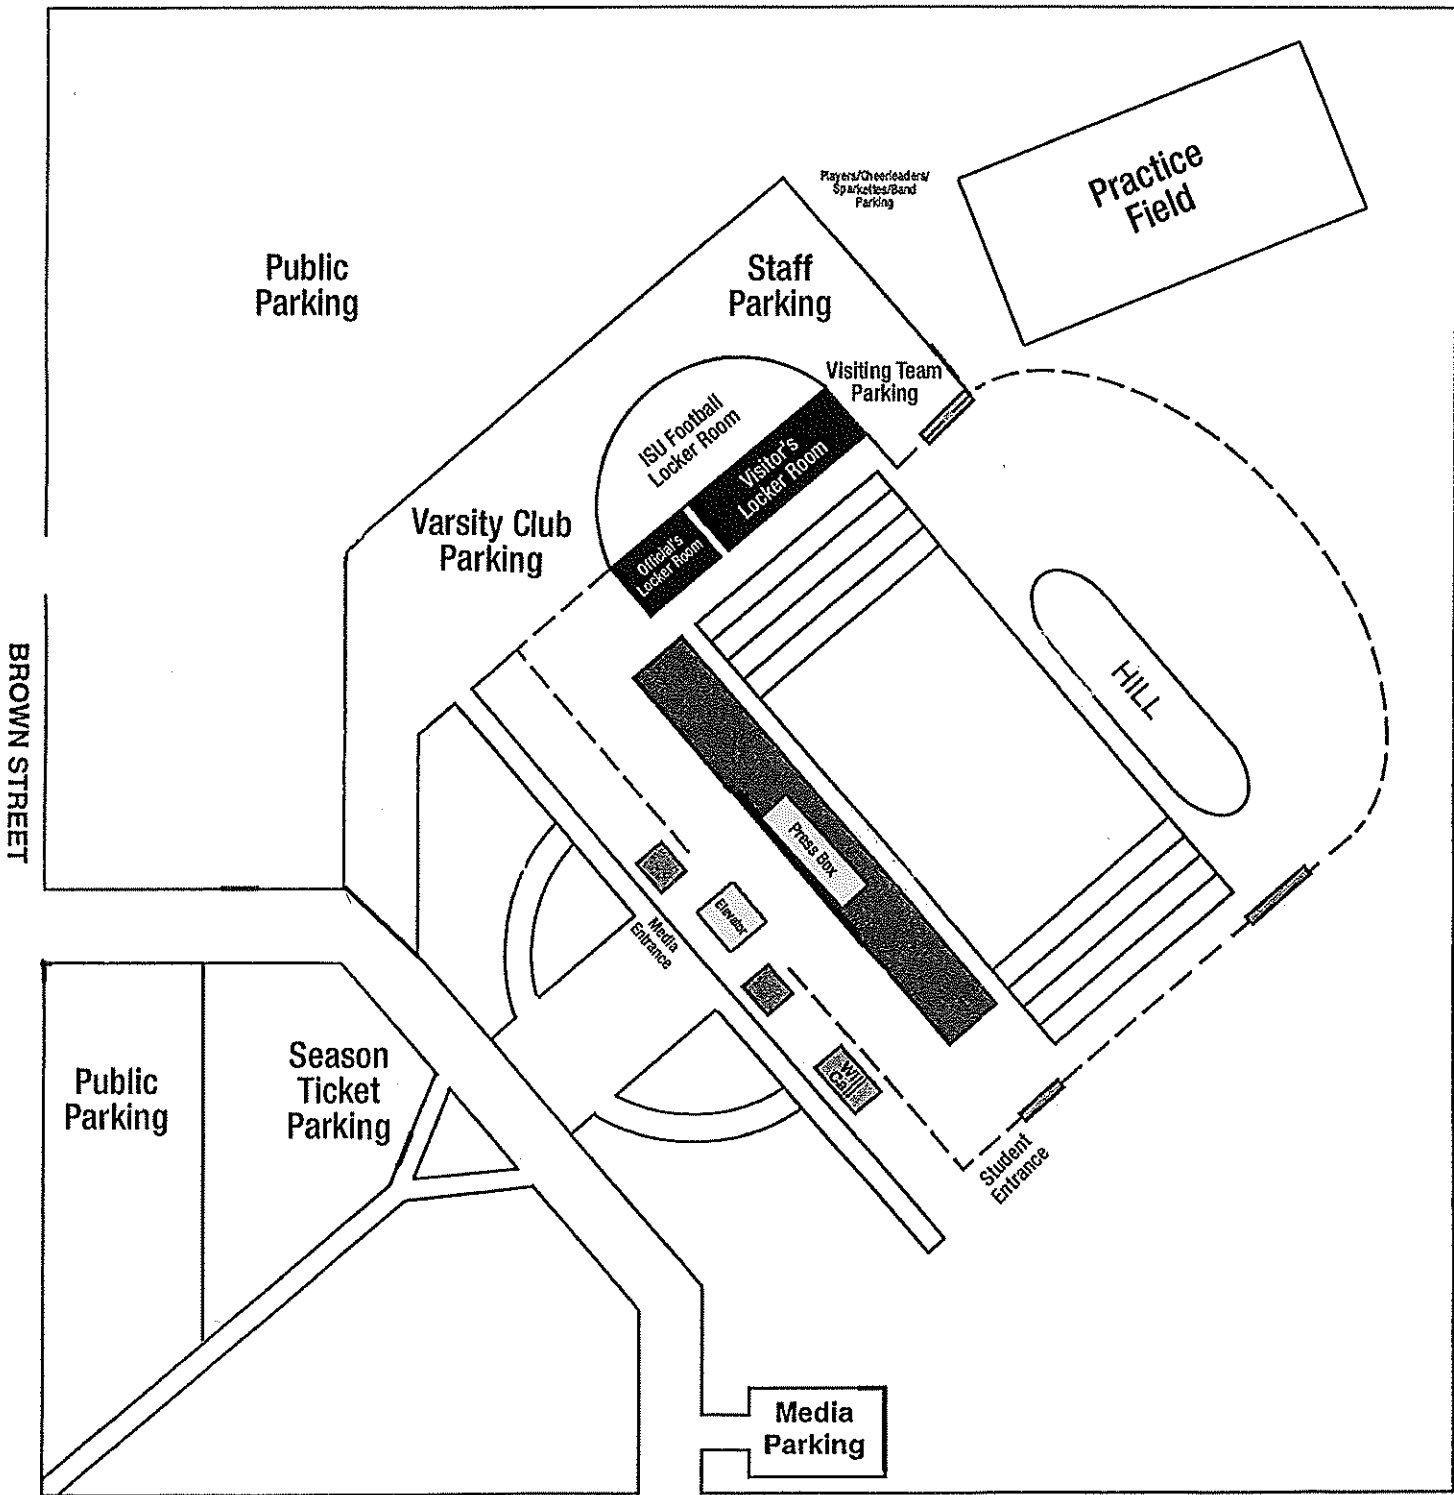 Players/Cheerleaders/
Sparkettes/Band
Parking
Practice
Field
Public
Parking
Staff
Parking
Visiting Team
Parking
ISU Football
Locker Room
Visitor's
Locker Room
Varsity Club
Parking
Official's
Locker Room
HILL
BROWN STREET
Press Box
Elevator
Media
Entrance
Will
Call
Season
Ticket
Parking
Public
Parking
Student
Entrance
Media
Parking